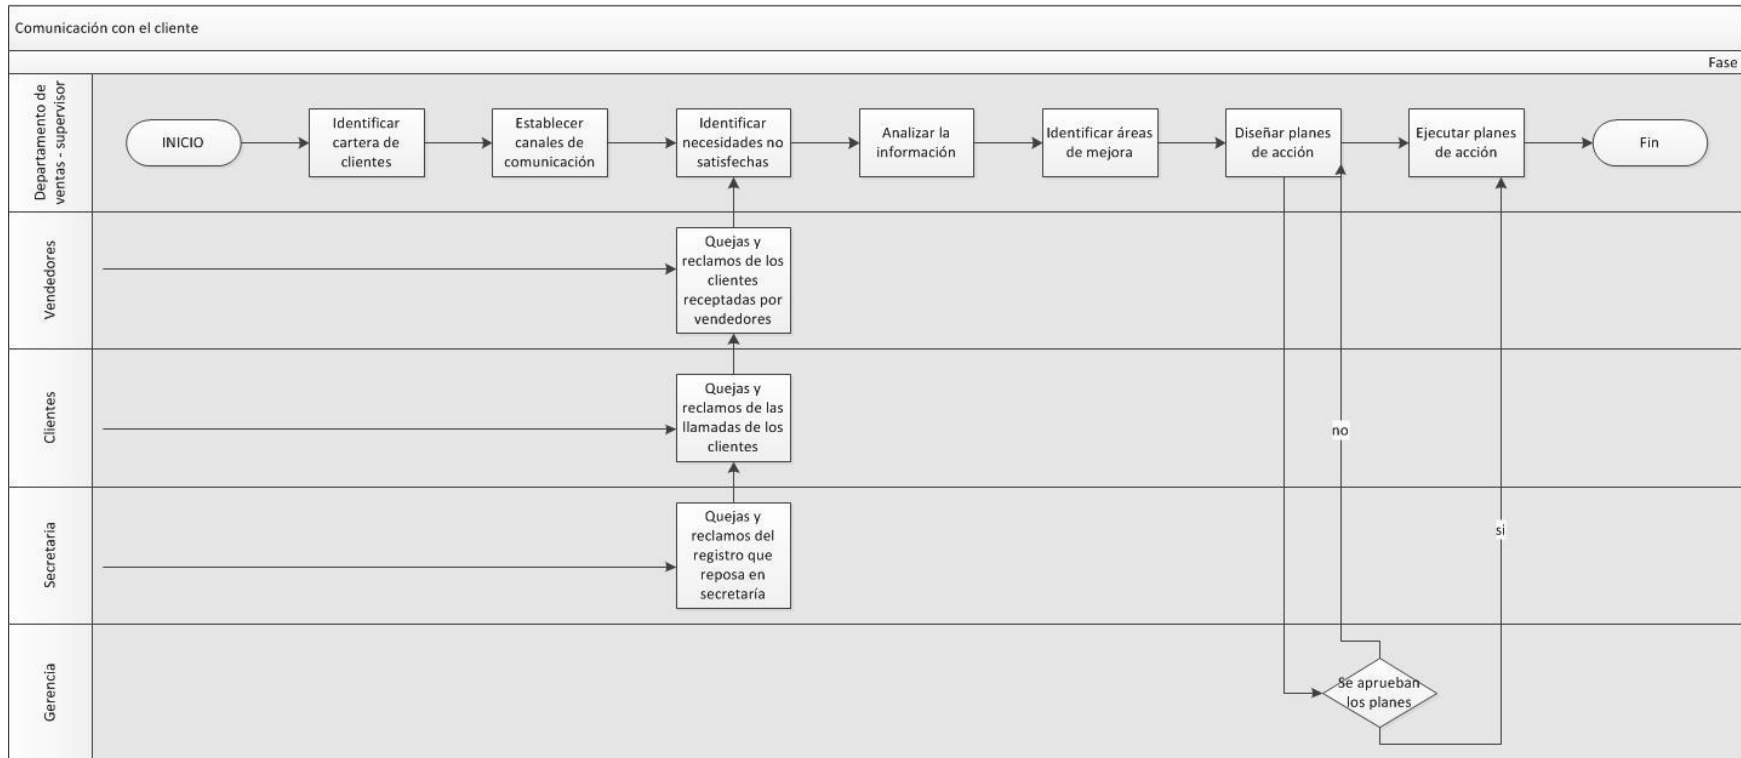 Comunicación con el cliente
Fase
Departamento de
ventas - supervisor
INICIO
Identificar
cartera de
clientes
Establecer
canales de
comunicación
Identificar
necesidades no
satisfechas
Analizar la
información
Identificar áreas
de mejora
Diseñar planes
de acción
Ejecutar planes
de acción
Fin
Vendedores
Quejas y
reclamos de los
clientes
receptadas por
vendedores
Clientes
Quejas y
reclamos de las
llamadas de los
clientes
no
Secretaria
Quejas y
reclamos del
registro que
reposa en
secretaría
si
Gerencia
Se aprueban
los planes